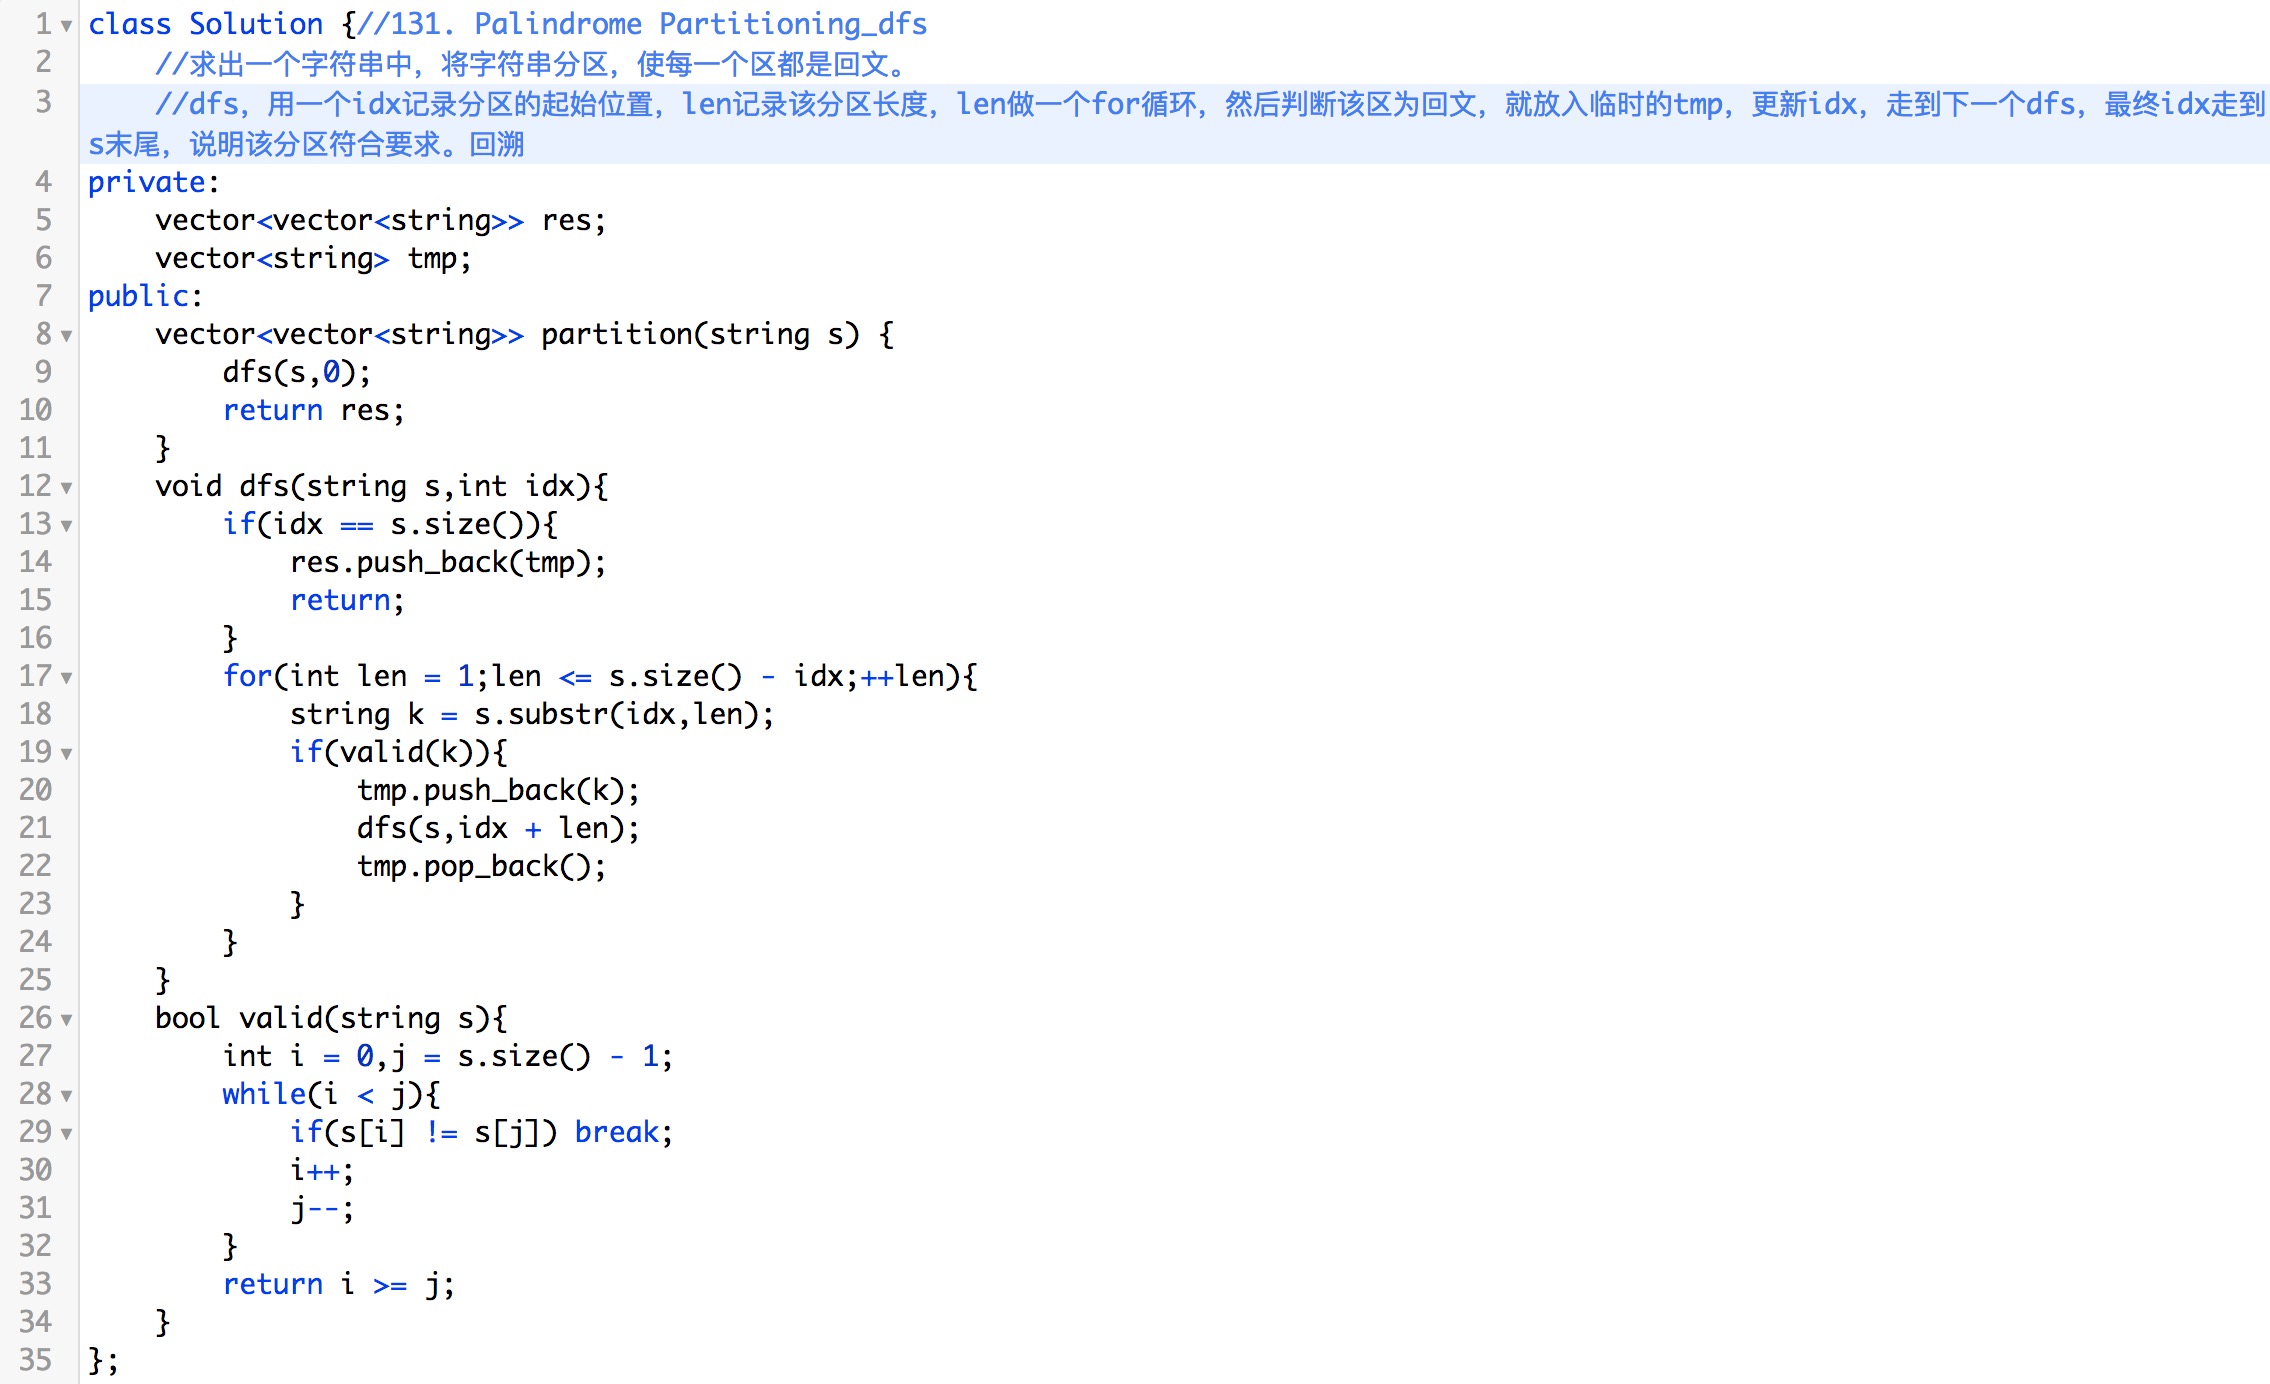 1 class Solution {//131. Palindrome Partitioning_dfs
2 //求出一个字符串中，将字符串分区，使每一个区都是回文。
3 //dfs，用一个idx记录分区的起始位置，len记录该分区长度，len做一个for循环，然后判断该区为回文，就放入临时的tmp，更新idx，走到下一个dfs，最终idx走到
s末尾，说明该分区符合要求。回溯
4 private:
5 vector<vector<string>> res;
6 vector<string> tmp;
7 public:
8 vector<vector<string>> partition(string s) {
9 dfs(s,0);
10 return res;
11 }
12 void dfs(string s,int idx){
13 if(idx == s.size()){
14 res.push_back(tmp);
15 return;
16 }
17 for(int len = 1;len <= s.size() - idx;++len){
18 string k = s.substr(idx,len);
19 if(valid(k)){
20 tmp.push_back(k);
21 dfs(s,idx + len);
22 tmp.pop_back();
23 }
24 }
25 }
26 bool valid(string s){
27 int i = 0,j = s.size() - 1;
28 while(i < j){
29 if(s[i] != s[j]) break;
30 i++;
31 j--;
32 }
33 return i >= j;
34 }
35 };